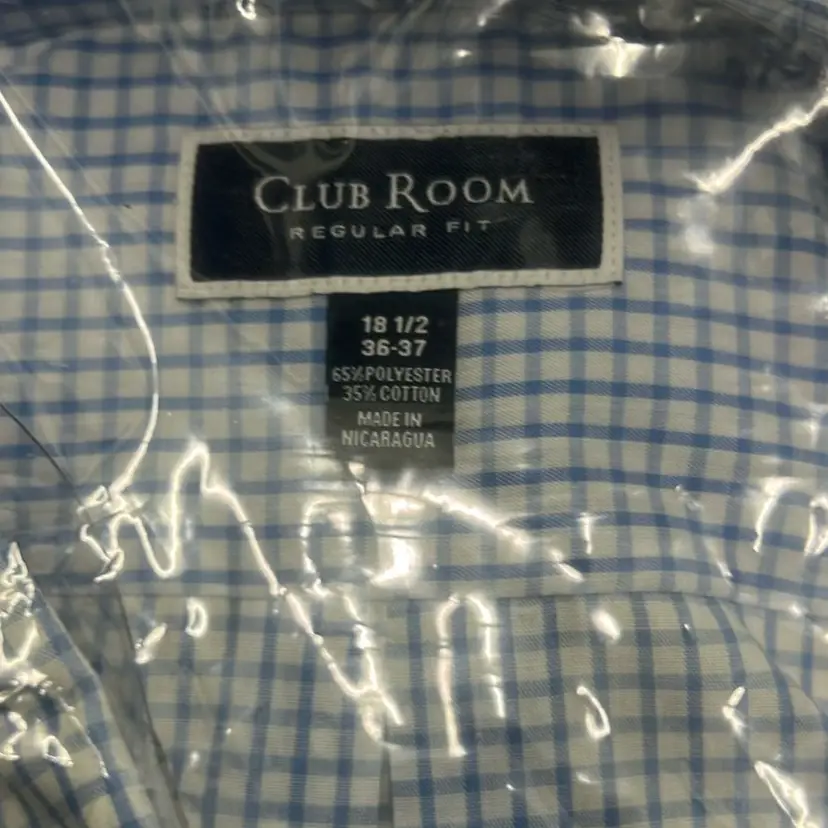 CLUB ROOM
REGULAR FIT
18 1/2
36-37
65% POLYESTER
35% COTTON
MADE IN
NICARAGUA